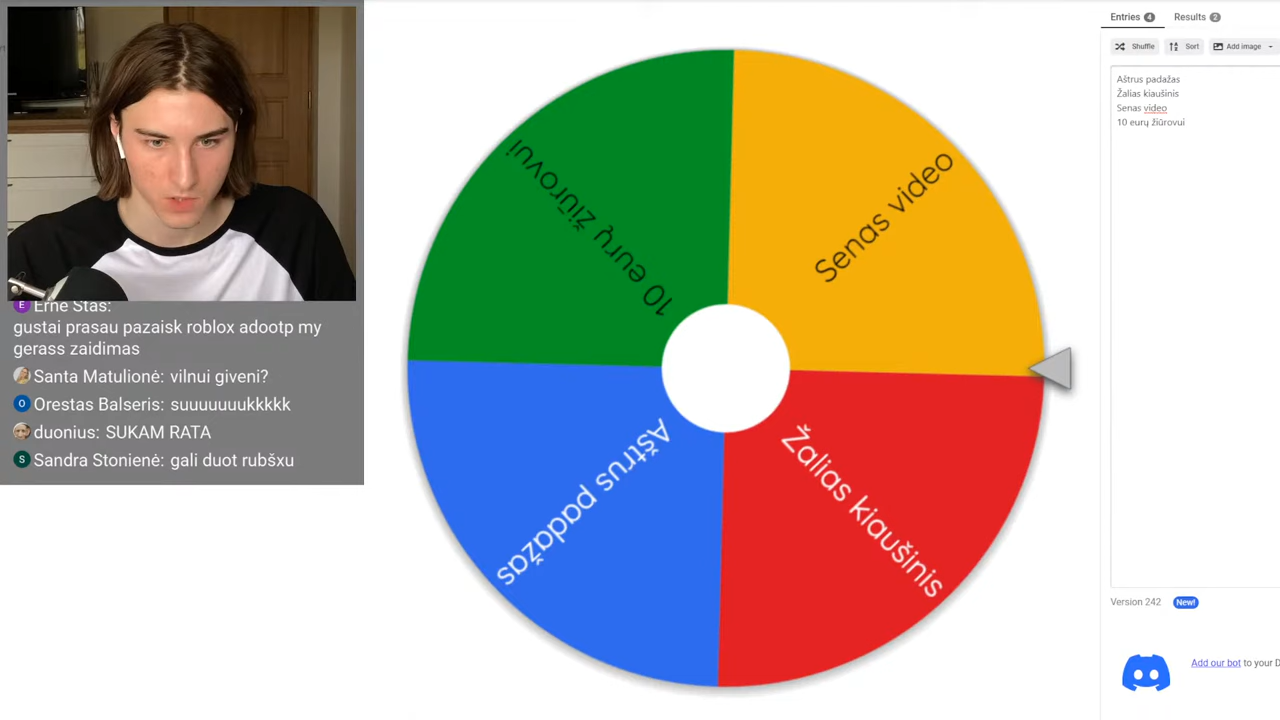 Entries 4
Results 2
Shuffle
Sort
Add image
Aštrus padažas
Žalias kiaušinis
Senas video
10 eurų žiūrovui
10 eurų žiūrovui
Senas video
Aštrus padažas
Žalias kiaušinis
E Erne Stas:
gustai prasau pazaisk roblox adootp my
gerass zaidimas
Santa Matulionė: vilnui giveni?
O Orestas Balseris: suuuuuuukkkkk
duonius: SUKAM RATA
S Sandra Stonienė: gali duot rubšxu
Version 242
New!
Add our bot to your D